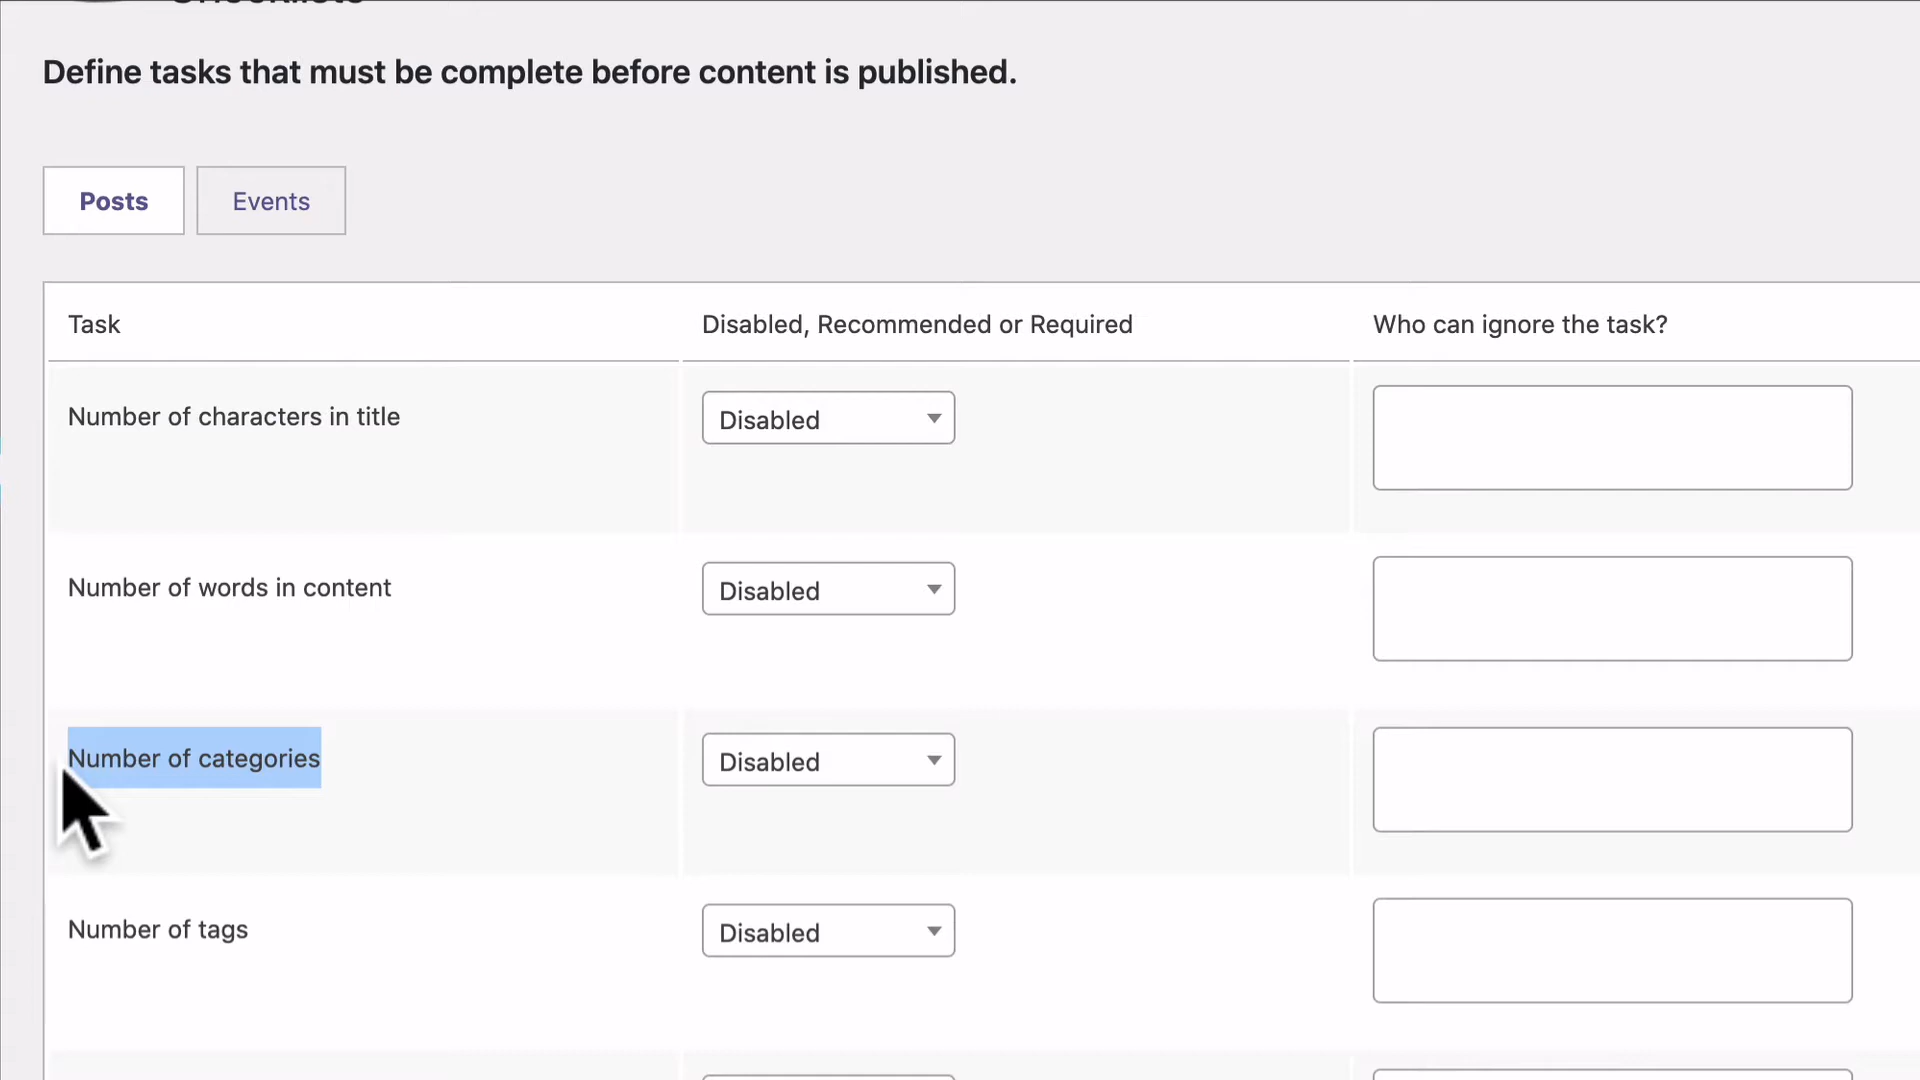 Define tasks that must be complete before content is published.
Posts Events
Task Disabled, Recommended or Required Who can ignore the task?
Number of characters in title Disabled
Number of words in content Disabled
Number of categories Disabled
Number of tags Disabled